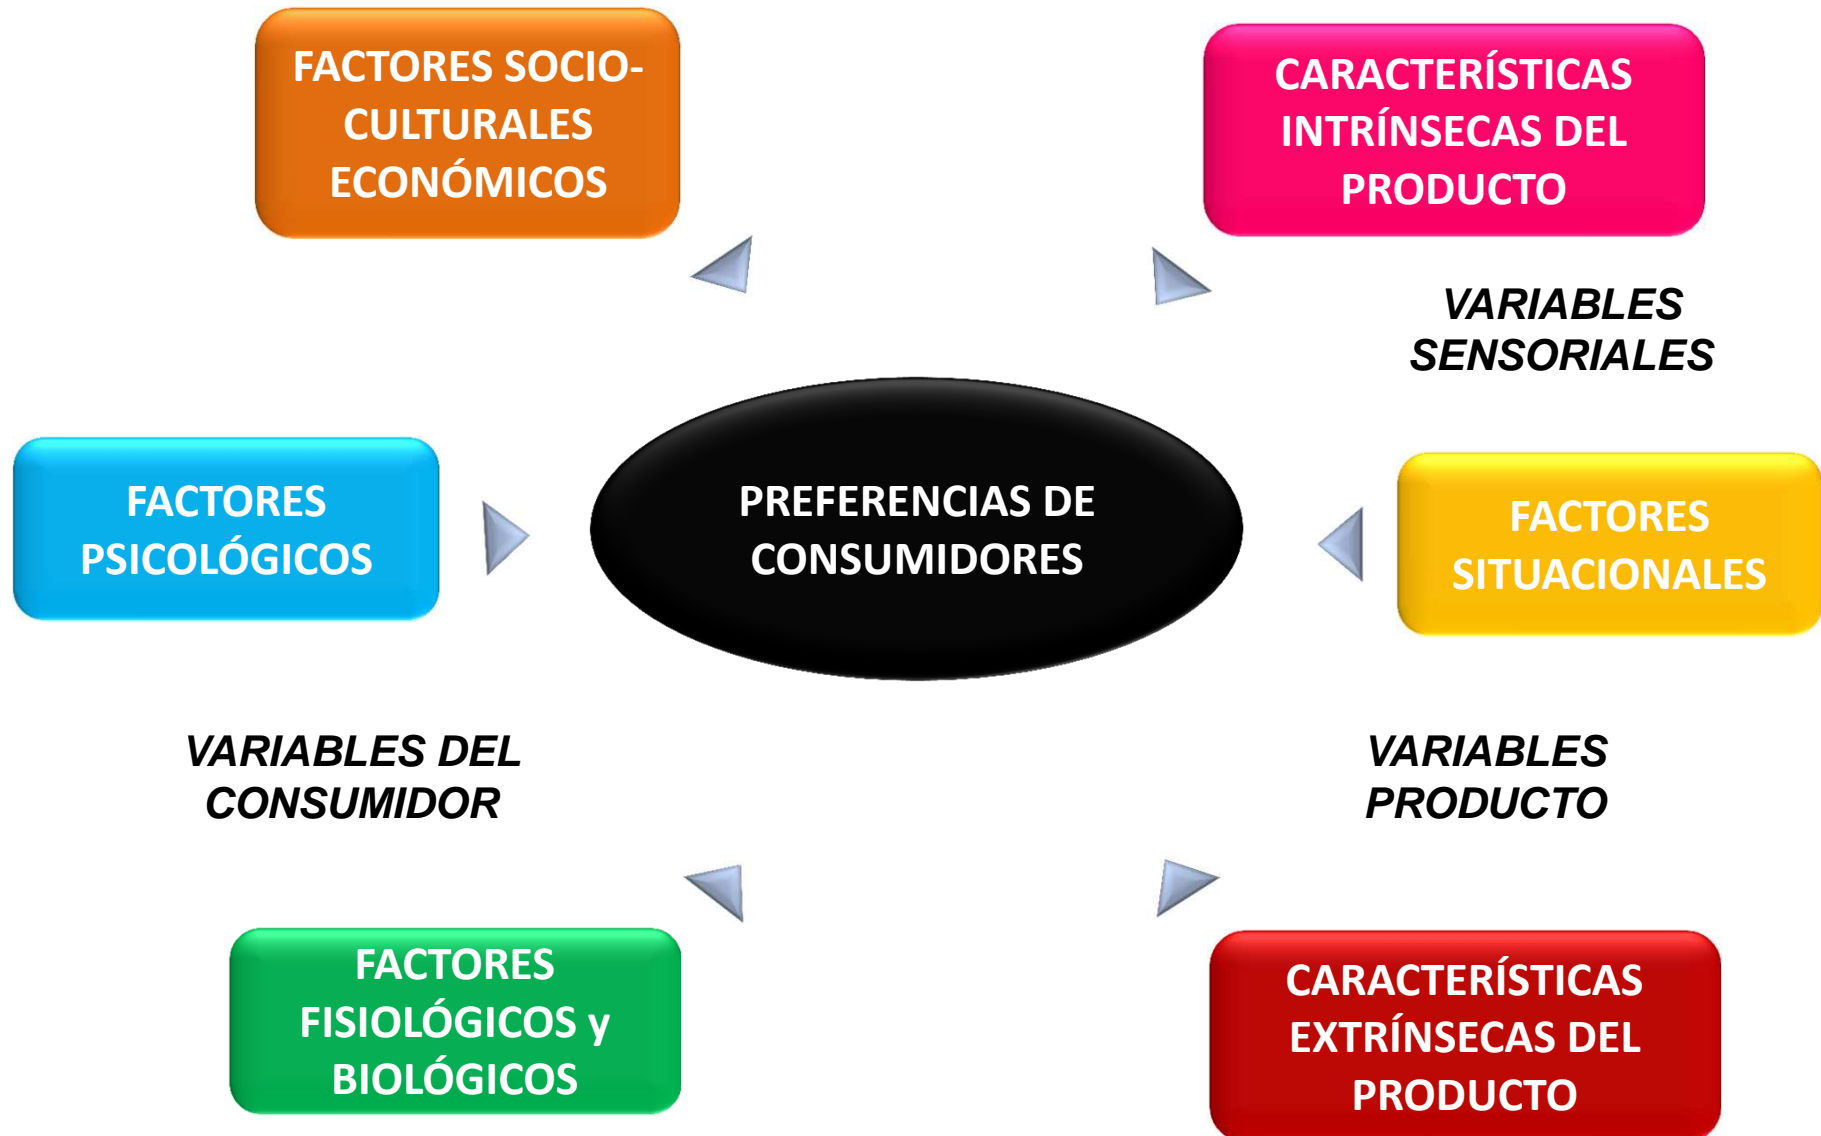 FACTORES SOCIO-
CULTURALES
ECONÓMICOS
CARACTERÍSTICAS
INTRÍNSECAS DEL
PRODUCTO
VARIABLES
SENSORIALES
FACTORES
PSICOLÓGICOS
PREFERENCIAS DE
CONSUMIDORES
FACTORES
SITUACIONALES
VARIABLES DEL
CONSUMIDOR
VARIABLES
PRODUCTO
FACTORES
FISIOLÓGICOS y
BIOLÓGICOS
CARACTERÍSTICAS
EXTRÍNSECAS DEL
PRODUCTO